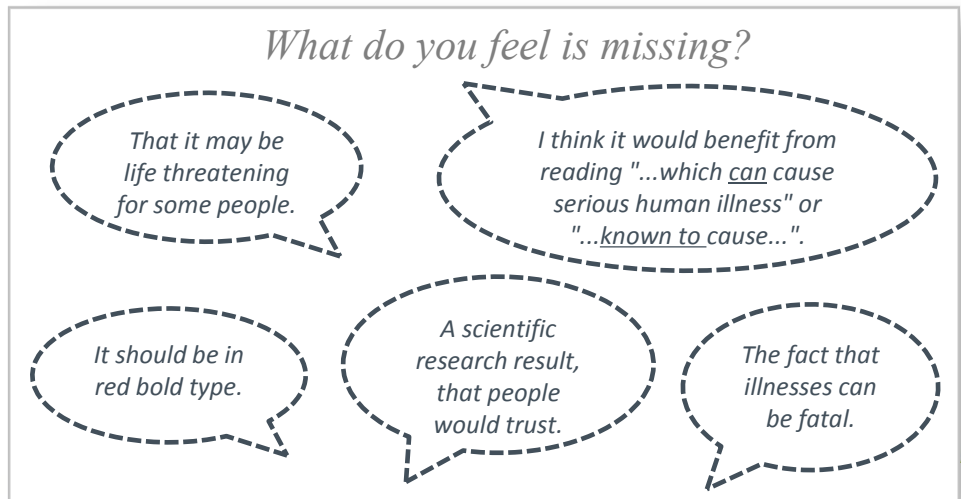 What do you feel is missing?
That it may be
life threatening
for some people.
I think it would benefit from
reading "...which can cause
serious human illness" or
"...known to cause...".
It should be in
red bold type.
A scientific
research result,
that people
would trust.
The fact that
illnesses can
be fatal.